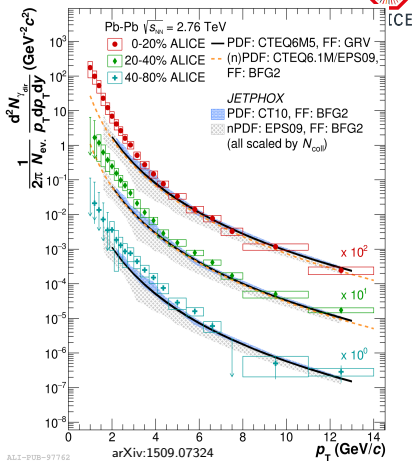 ICE
Pb-Pb √s_NN = 2.76 TeV
0-20% ALICE
20-40% ALICE
40-80% ALICE
PDF: CTEQ6M5, FF: GRV
(n)PDF: CTEQ6.1M/EPS09,
FF: BFG2
JETPHOX
PDF: CT10, FF: BFG2
nPDF: EPS09, FF: BFG2
(all scaled by N_coll)
1/(2π N_ev.) d²N_γdir/(p_T dp_T dy) (GeV⁻²c²)
10³
10²
10
1
10⁻¹
10⁻²
10⁻³
10⁻⁴
10⁻⁵
10⁻⁶
10⁻⁷
10⁻⁸
x 10²
x 10¹
x 10⁰
0 2 4 6 8 10 12 14
p_T (GeV/c)
arXiv:1509.07324
ALI-PUB-97762